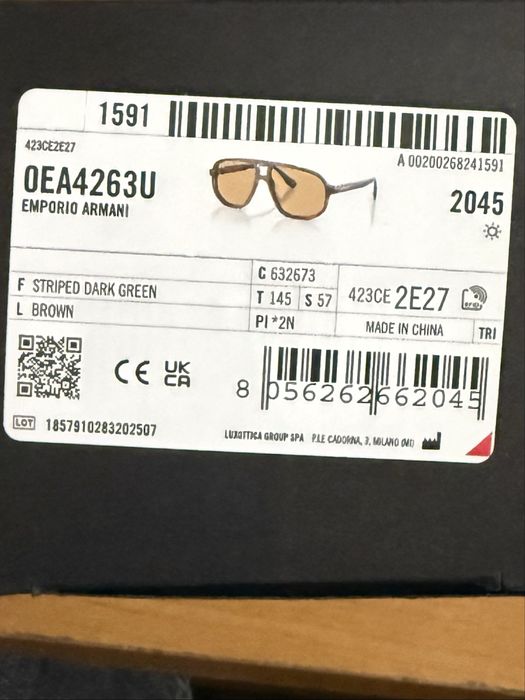 1591
423CE2E27
A 00200268241591
0EA4263U
EMPORIO ARMANI
2045
C 632673
F STRIPED DARK GREEN
T 145 S 57
423CE 2E27
RFID
L BROWN
PI *2N
MADE IN CHINA
TRI
CE UK CA
8 056262 662045
LOT 1857910283202507
LUXOTTICA GROUP SPA P.LE CADORNA, 3, MILANO (MI)